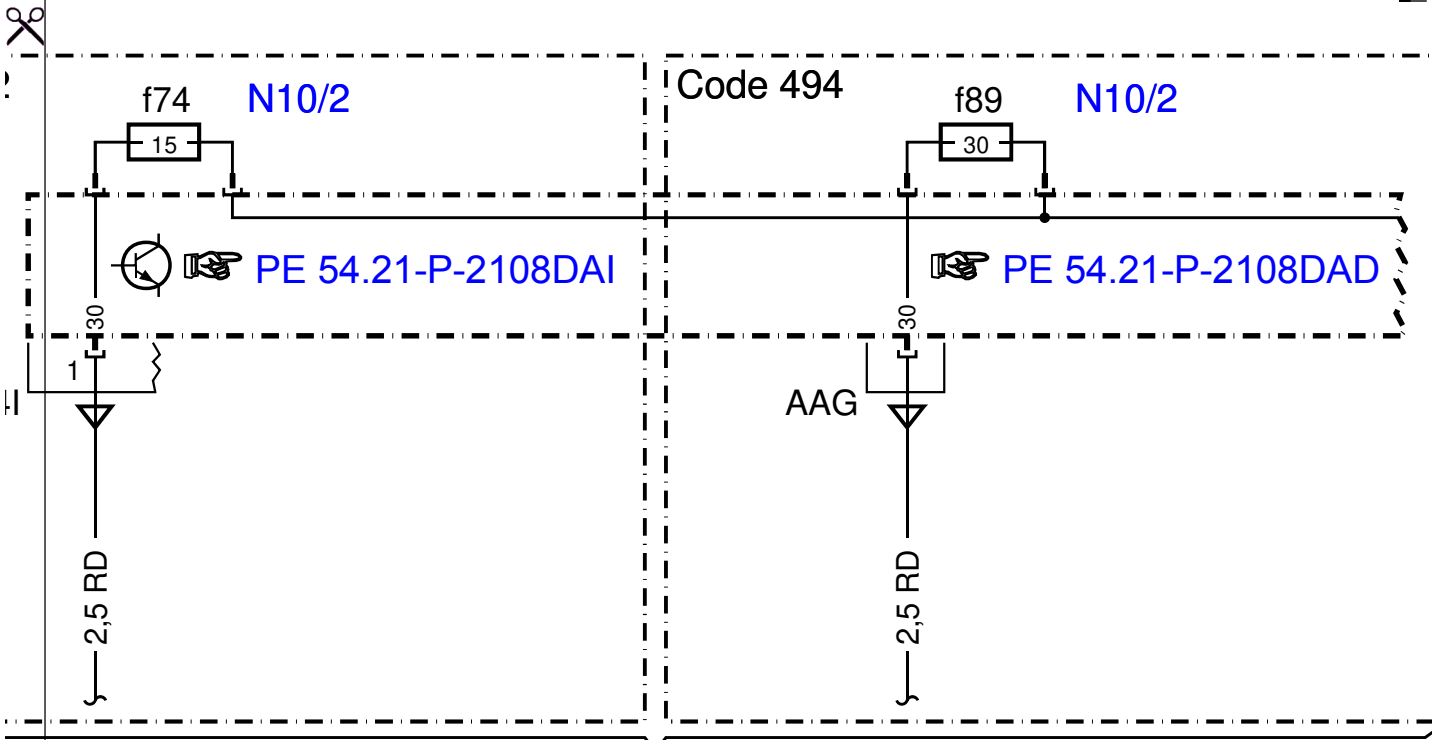 Code 494
f74 N10/2
f89 N10/2
15
30
PE 54.21-P-2108DAI
PE 54.21-P-2108DAD
30
30
1
AAG
2,5 RD
2,5 RD